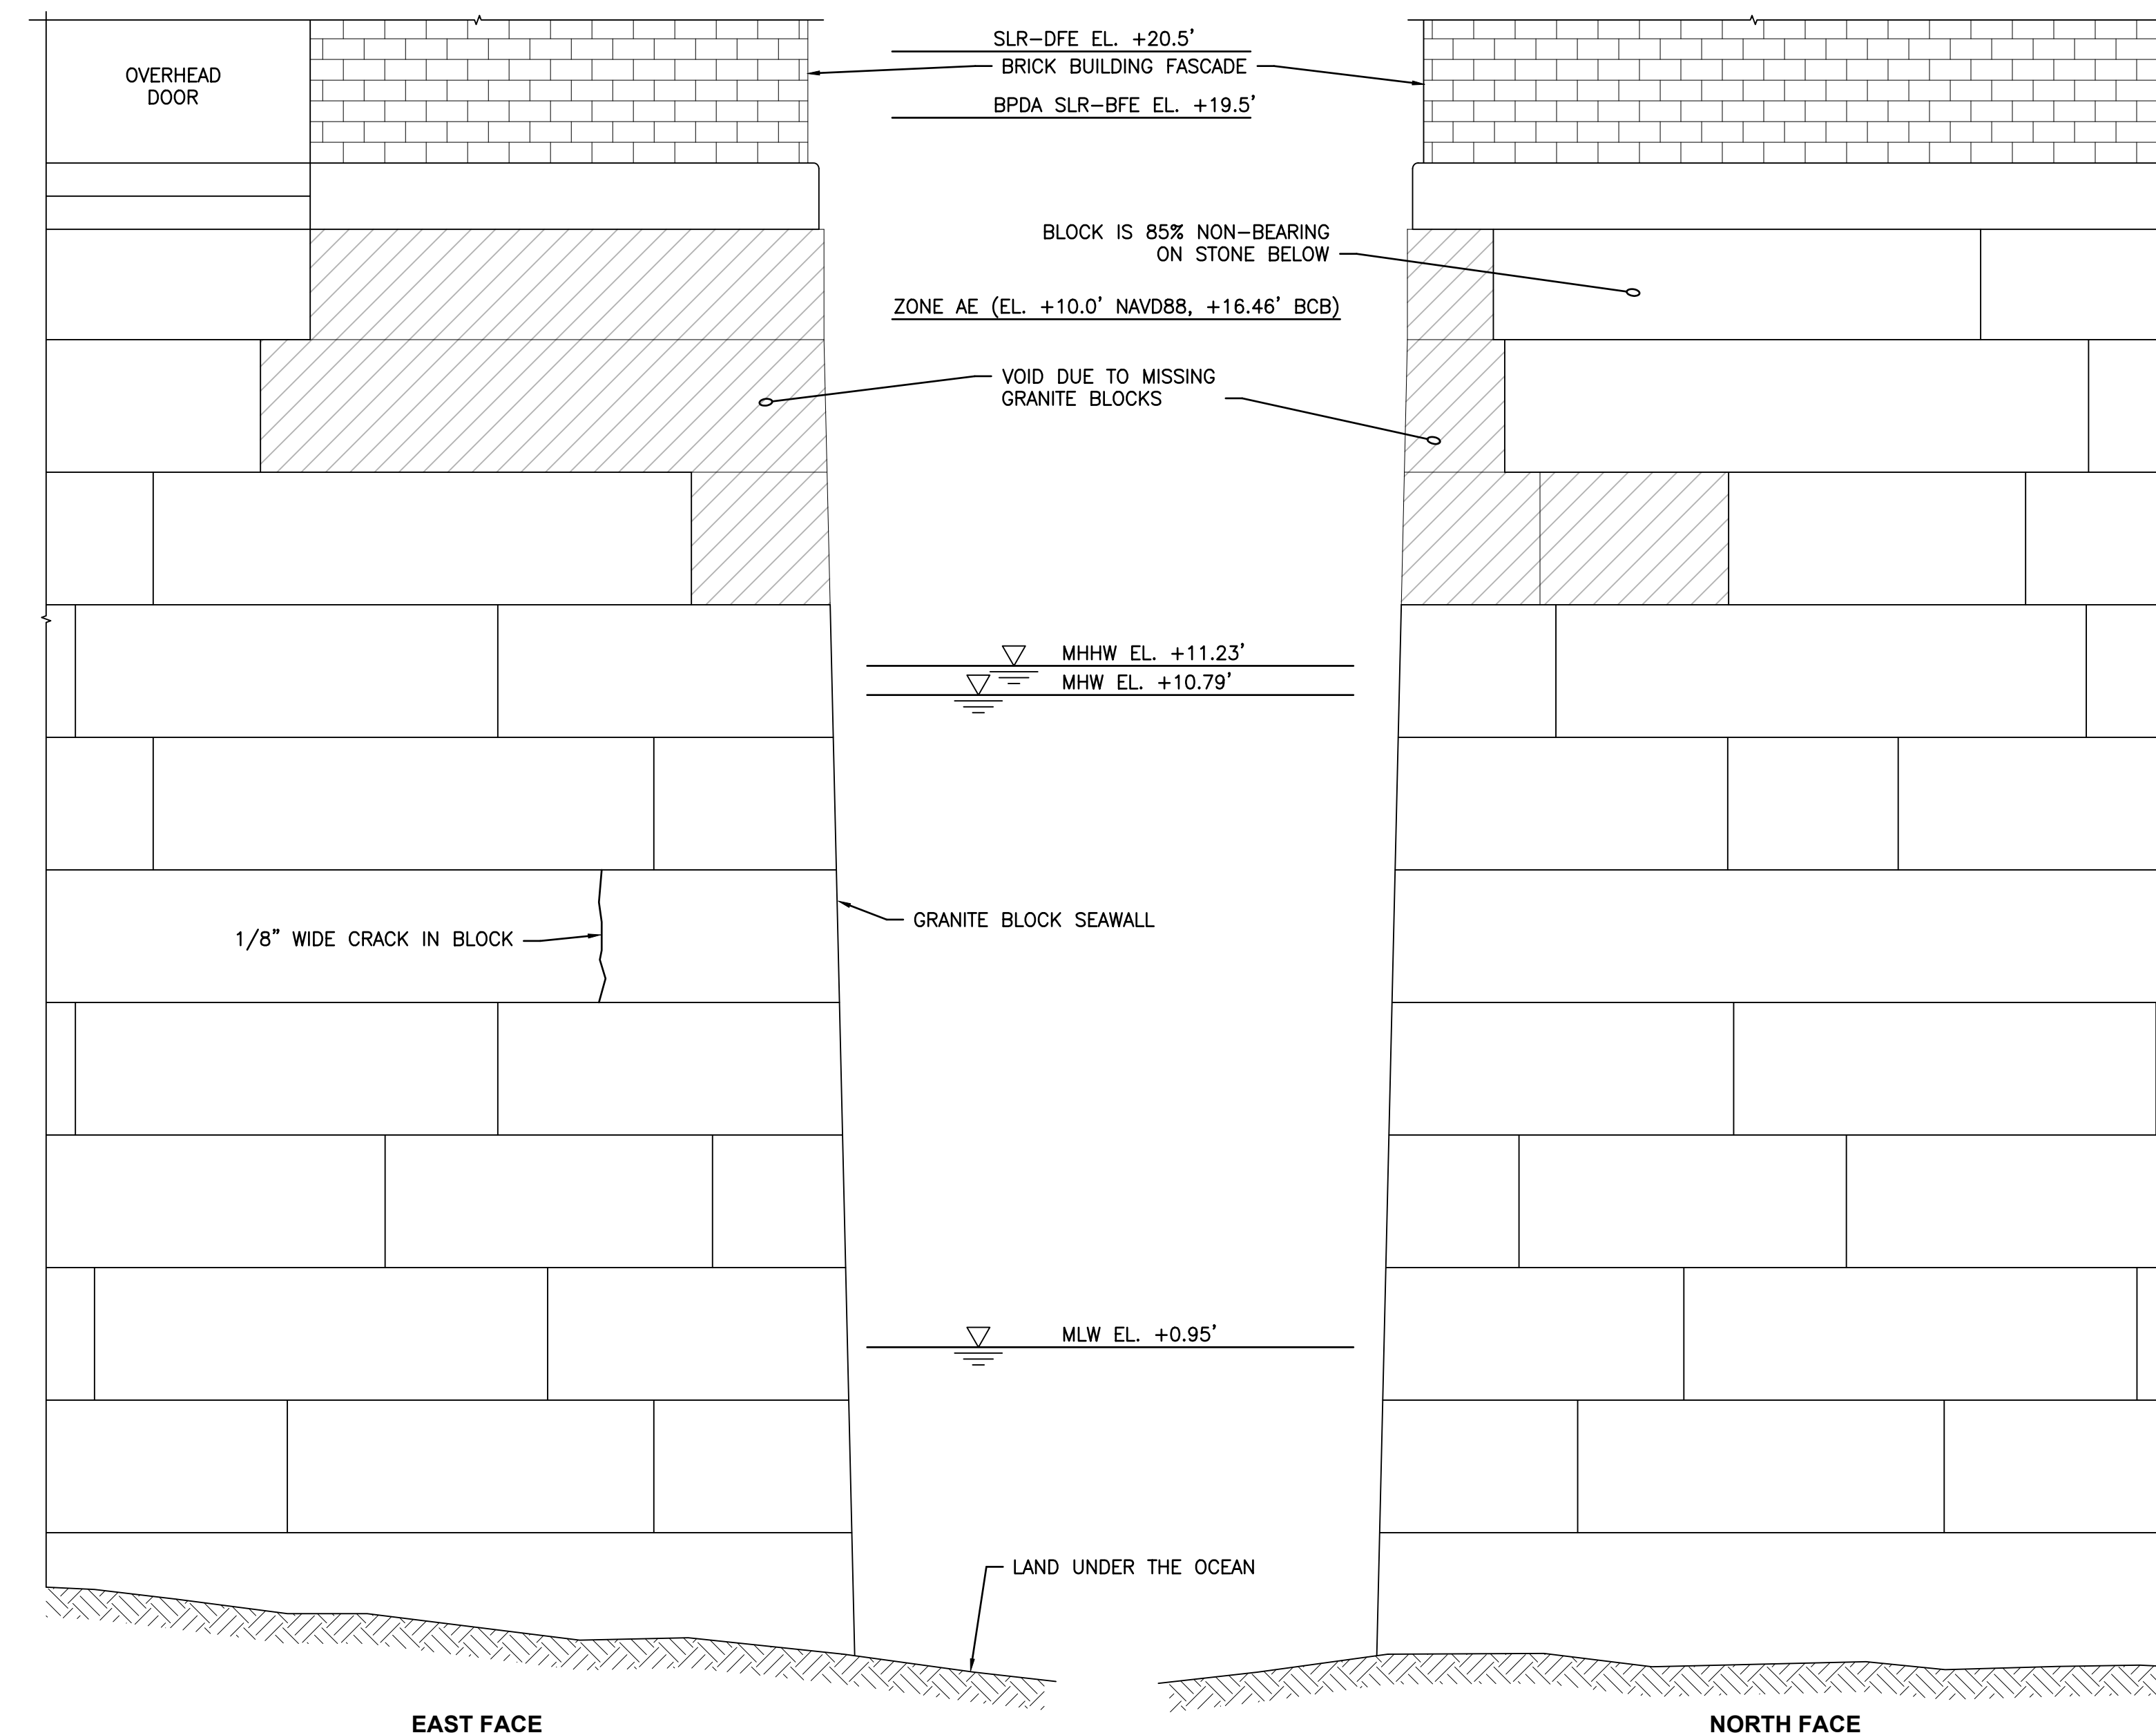 OVERHEAD
DOOR
SLR-DFE EL. +20.5'
BRICK BUILDING FASCADE
BPDA SLR-BFE EL. +19.5'
BLOCK IS 85% NON-BEARING
ON STONE BELOW
ZONE AE (EL. +10.0' NAVD88, +16.46' BCB)
VOID DUE TO MISSING
GRANITE BLOCKS
MHHW EL. +11.23'
MHW EL. +10.79'
GRANITE BLOCK SEAWALL
1/8" WIDE CRACK IN BLOCK
MLW EL. +0.95'
LAND UNDER THE OCEAN
EAST FACE
NORTH FACE